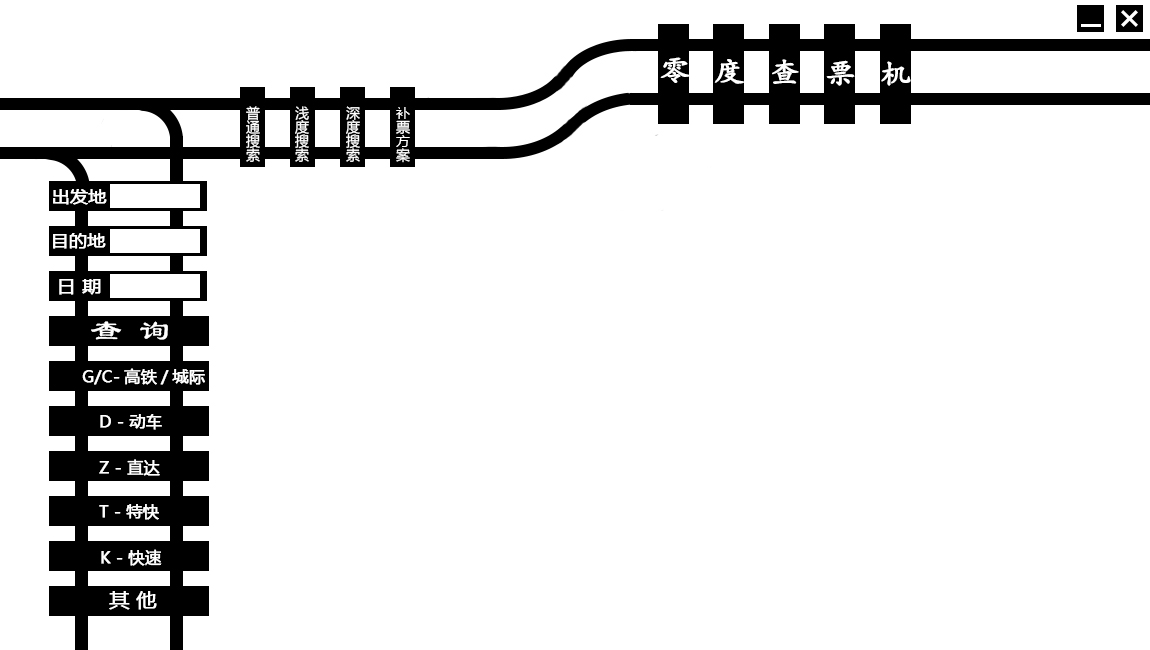 零度查票机
普通搜索
浅度搜索
深度搜索
补票方案
出发地
目的地
日 期
查 询
G/C- 高铁 / 城际
D - 动车
Z - 直达
T - 特快
K - 快速
其 他